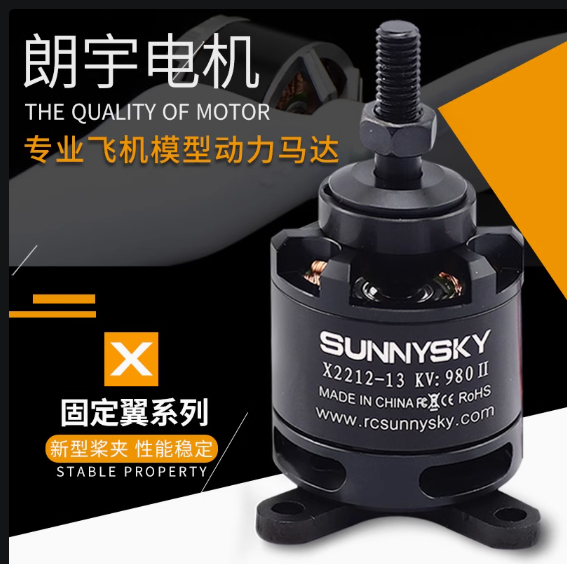 朗宇电机
THE QUALITY OF MOTOR
专业飞机模型动力马达
X
固定翼系列
新型桨夹 性能稳定
STABLE PROPERTY
SUNNYSKY
X2212-13 KV: 980 II
MADE IN CHINA FC CE RoHS
www.rcsunnysky.com